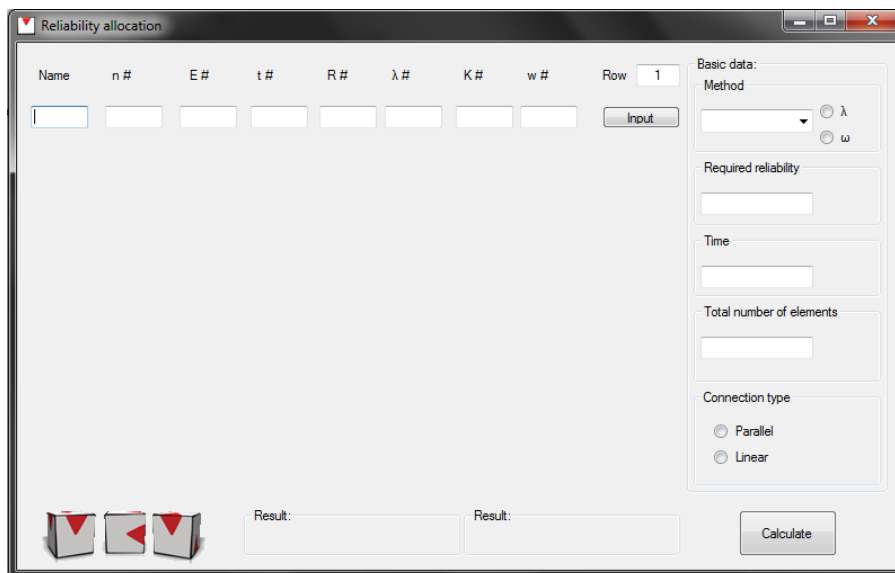 Reliability allocation
Name n # E # t # R # λ # K # w # Row 1
Input
Basic data:
Method
λ
ω
Required reliability
Time
Total number of elements
Connection type
Parallel
Linear
Result: Result:
Calculate